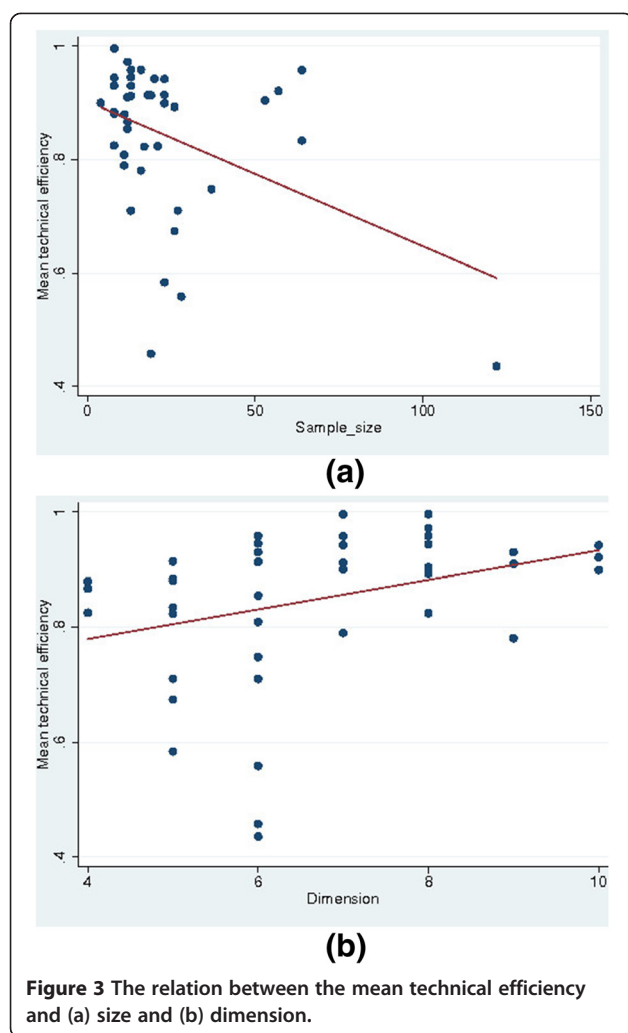 1
.8
.6
.4
Mean technical efficiency
0 50 100 150
Sample_size
(a)
1
.8
.6
.4
Mean technical efficiency
4 6 8 10
Dimension
(b)
Figure 3 The relation between the mean technical efficiency
and (a) size and (b) dimension.